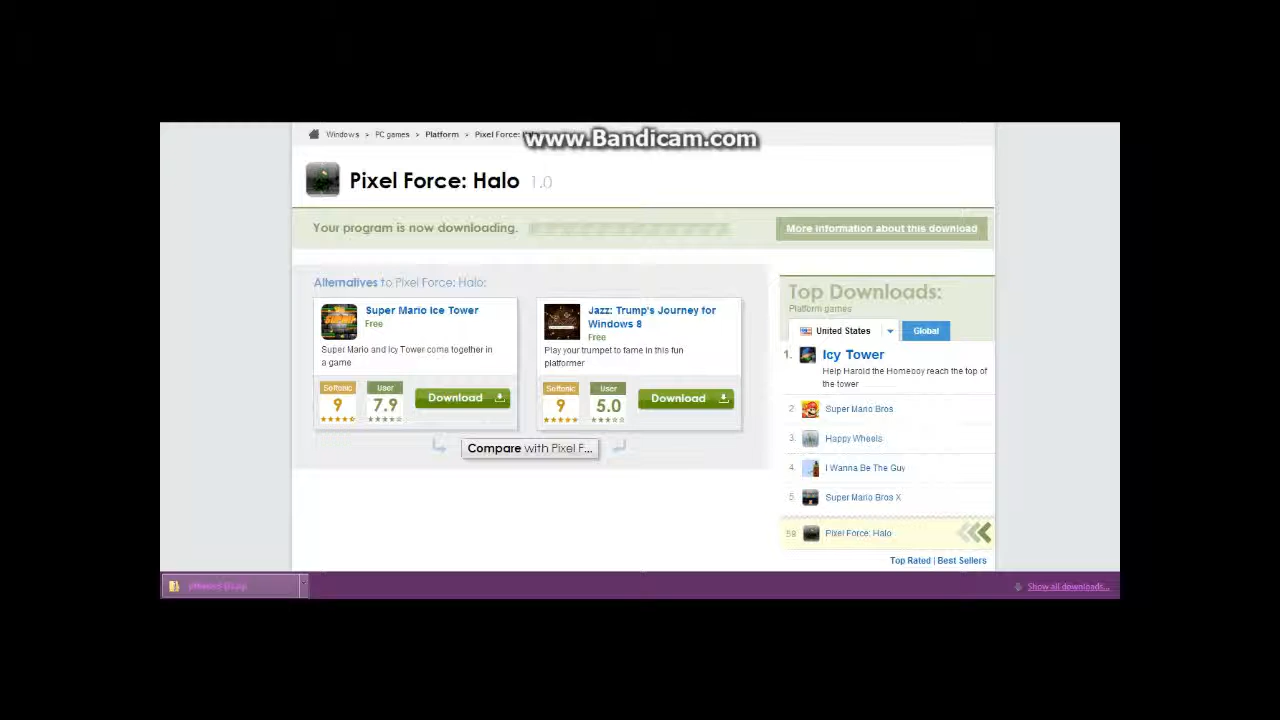 www.Bandicam.com
Windows > PC games > Platform > Pixel Force:
Pixel Force: Halo 1.0
Your program is now downloading.
More information about this download
Alternatives to Pixel Force: Halo:
Super Mario Ice Tower
Free
Super Mario and Icy Tower come together in
a game
Softonic
9
User
7.9
Download
Jazz: Trump's Journey for
Windows 8
Free
Play your trumpet to fame in this fun
platformer
Softonic
9
User
5.0
Download
Compare with Pixel F...
Top Downloads:
Platform games
United States
Global
1. Icy Tower
Help Harold the Homeboy reach the top of
the tower
2 Super Mario Bros
3. Happy Wheels
4. I Wanna Be The Guy
5 Super Mario Bros X
58 Pixel Force: Halo
Top Rated | Best Sellers
Show all downloads...